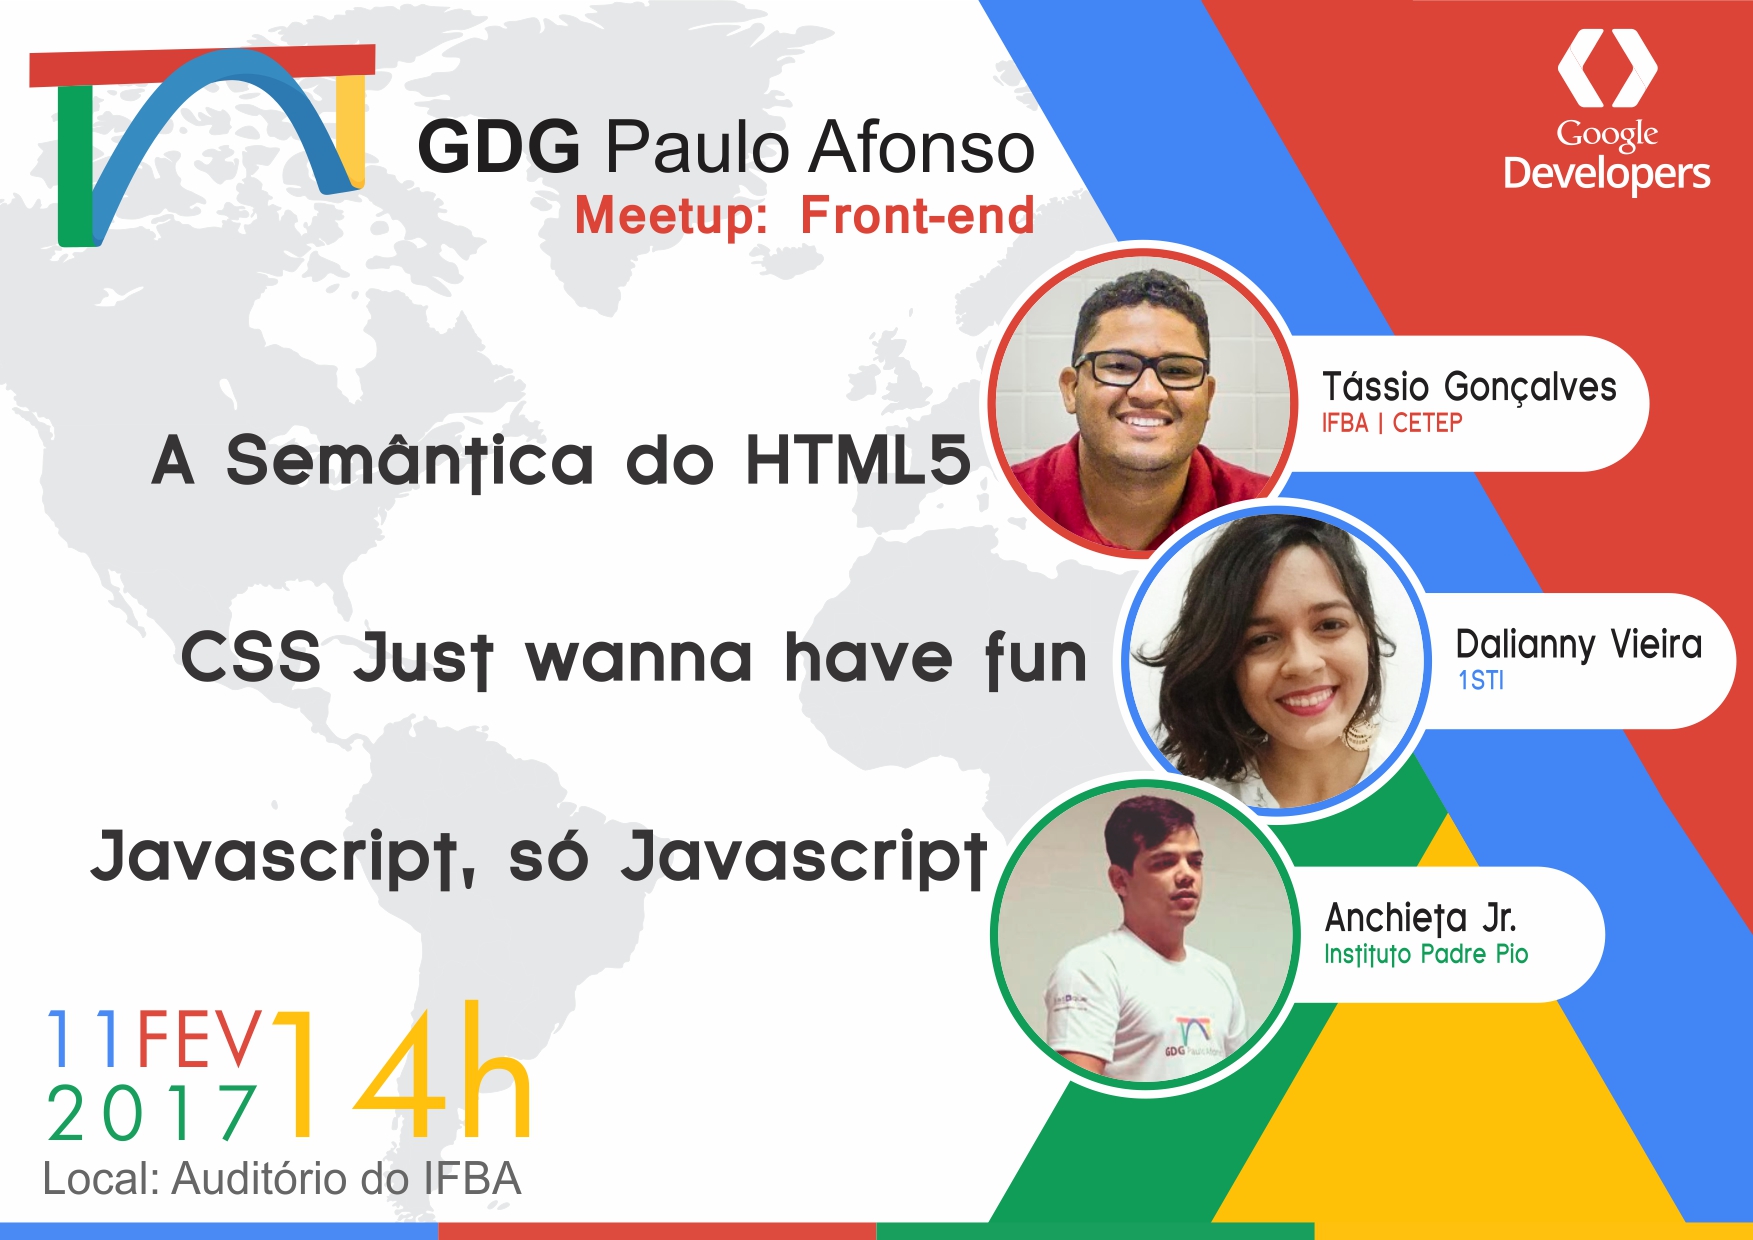 GDG Paulo Afonso
Meetup: Front-end
Google
Developers
A Semântica do HTML5
Tássio Gonçalves
IFBA | CETEP
CSS Just wanna have fun
Dalianny Vieira
1STI
Javascript, só Javascript
Anchieta Jr.
Instituto Padre Pio
GDG PauloAfonso
11FEV
2017
14h
Local: Auditório do IFBA